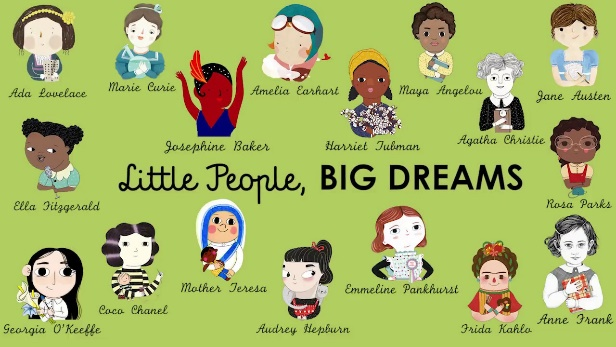 Ada Lovelace
Marie Curie
Josephine Baker
Amelia Earhart
Harriet Tubman
Maya Angelou
Agatha Christie
Jane Austen
Ella Fitzgerald
Little People, BIG DREAMS
Rosa Parks
Georgia O'Keeffe
Coco Chanel
Mother Teresa
Audrey Hepburn
Emmeline Pankhurst
Frida Kahlo
Anne Frank